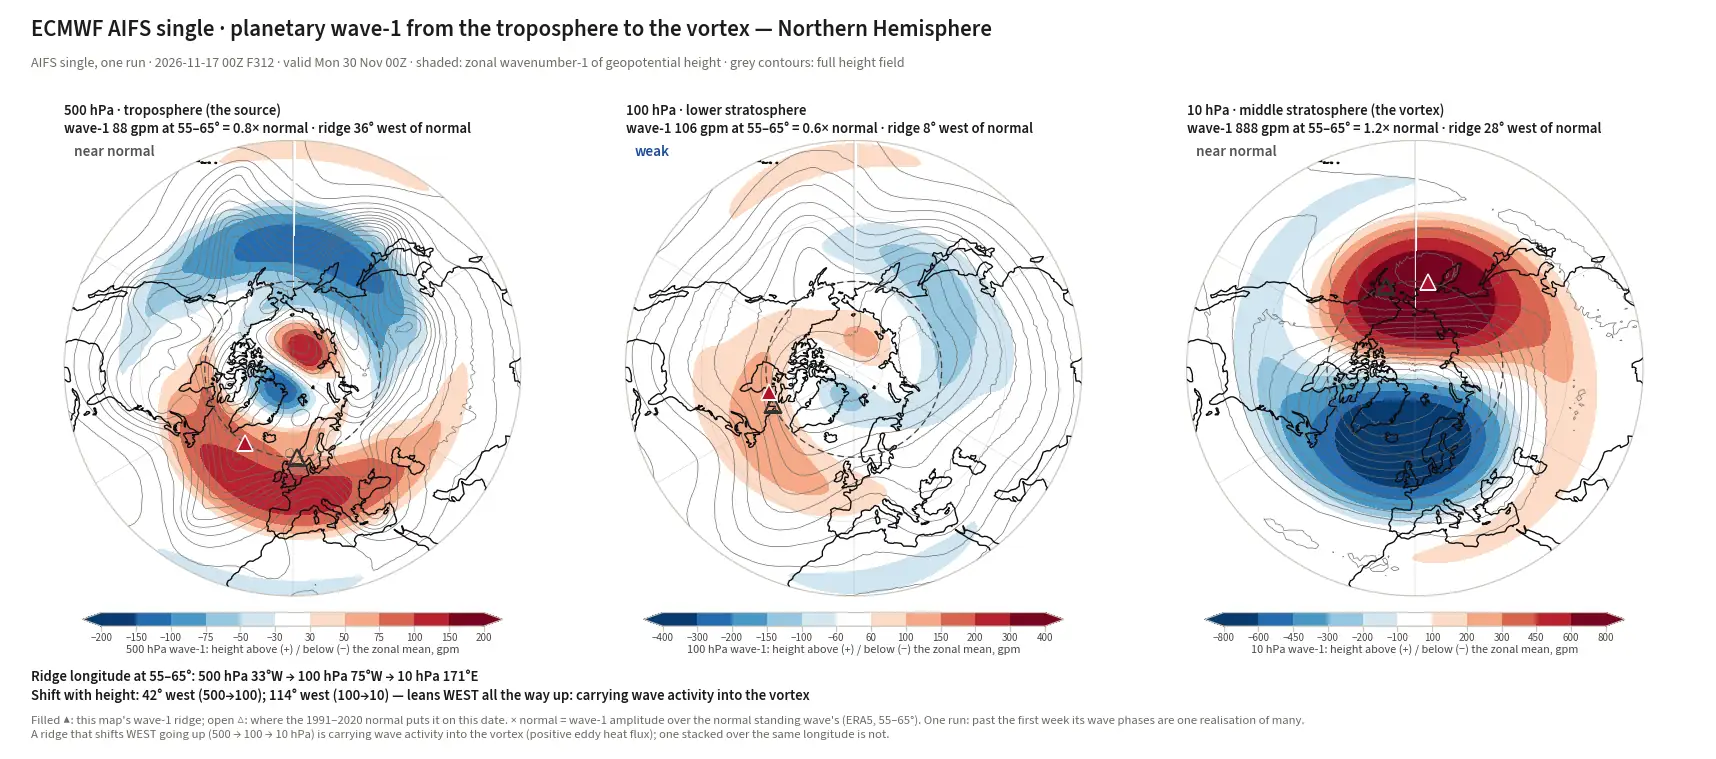 ECMWF AIFS single · planetary wave-1 from the troposphere to the vortex — Northern Hemisphere
AIFS single, one run · 2026-11-17 00Z F312 · valid Mon 30 Nov 00Z · shaded: zonal wavenumber-1 of geopotential height · grey contours: full height field
500 hPa · troposphere (the source)
wave-1 88 gpm at 55–65° = 0.8× normal · ridge 36° west of normal
near normal
100 hPa · lower stratosphere
wave-1 106 gpm at 55–65° = 0.6× normal · ridge 8° west of normal
weak
10 hPa · middle stratosphere (the vortex)
wave-1 888 gpm at 55–65° = 1.2× normal · ridge 28° west of normal
near normal
−200 −150 −100 −75 −50 −30 30 50 75 100 150 200
500 hPa wave-1: height above (+) / below (−) the zonal mean, gpm
−400 −300 −200 −150 −100 −60 60 100 150 200 300 400
100 hPa wave-1: height above (+) / below (−) the zonal mean, gpm
−800 −600 −450 −300 −200 −100 100 200 300 450 600 800
10 hPa wave-1: height above (+) / below (−) the zonal mean, gpm
Ridge longitude at 55–65°: 500 hPa 33°W → 100 hPa 75°W → 10 hPa 171°E
Shift with height: 42° west (500→100); 114° west (100→10) — leans WEST all the way up: carrying wave activity into the vortex
Filled ▲: this map's wave-1 ridge; open △: where the 1991–2020 normal puts it on this date. × normal = wave-1 amplitude over the normal standing wave's (ERA5, 55–65°). One run: past the first week its wave phases are one realisation of many.
A ridge that shifts WEST going up (500 → 100 → 10 hPa) is carrying wave activity into the vortex (positive eddy heat flux); one stacked over the same longitude is not.